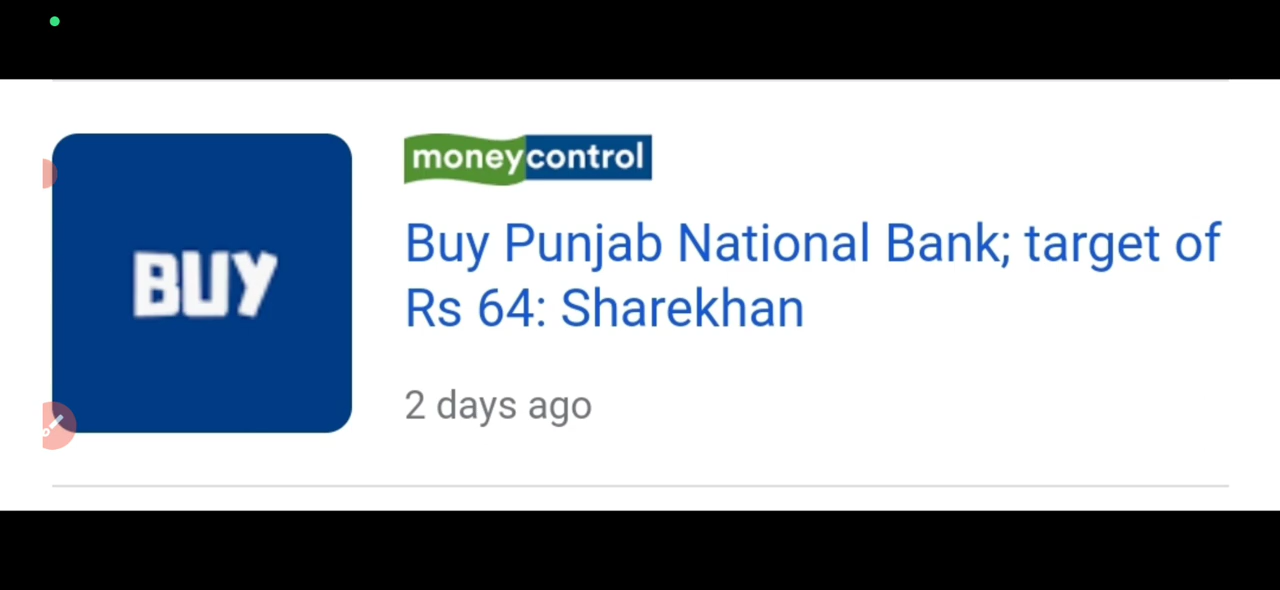 BUY
moneycontrol
Buy Punjab National Bank; target of
Rs 64: Sharekhan
2 days ago